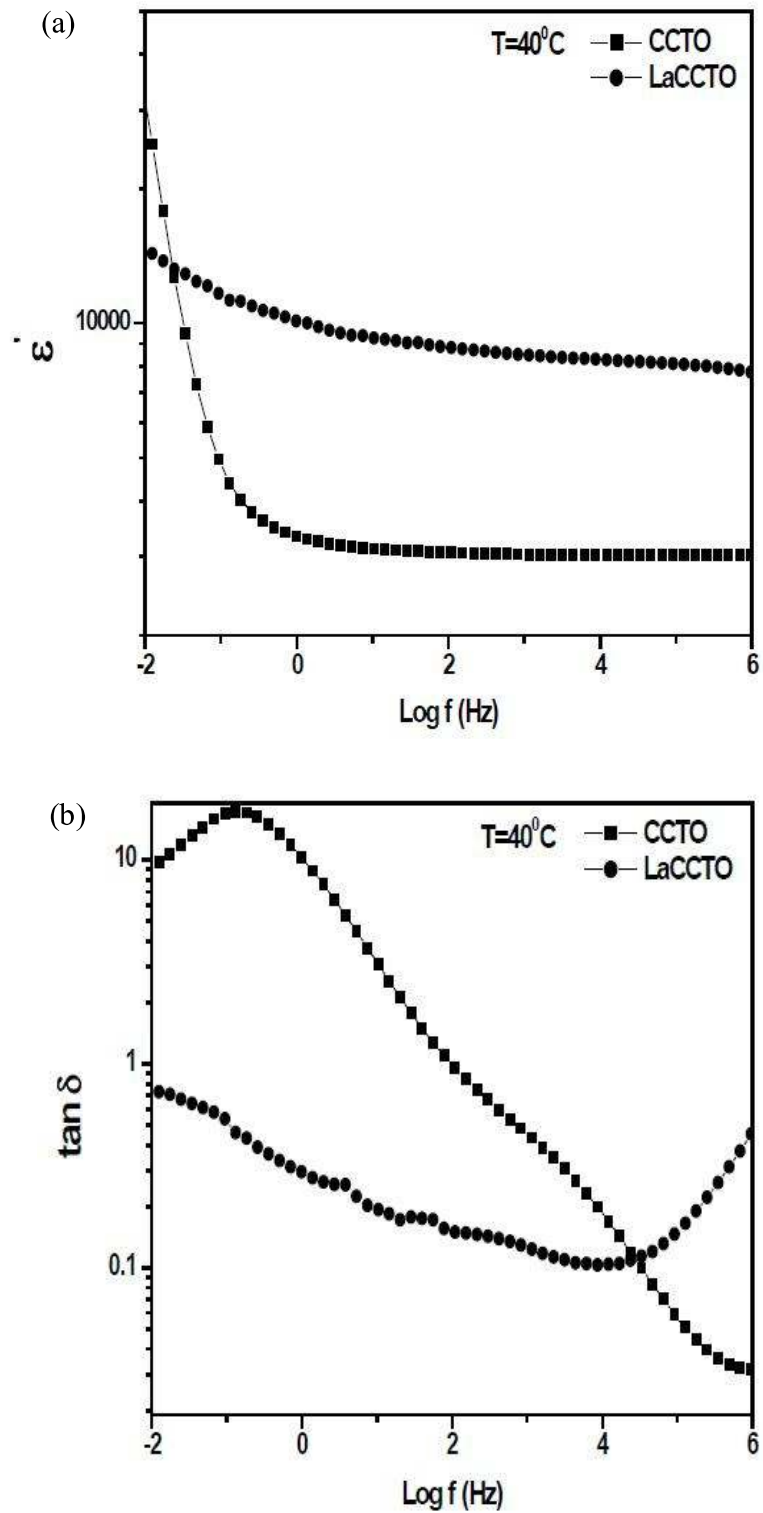 (a)
T=40⁰C
CCTO
LaCCTO
10000
ε'
-2 0 2 4 6
Log f (Hz)
(b)
T=40⁰C
CCTO
LaCCTO
10
1
0.1
tan δ
-2 0 2 4 6
Log f (Hz)